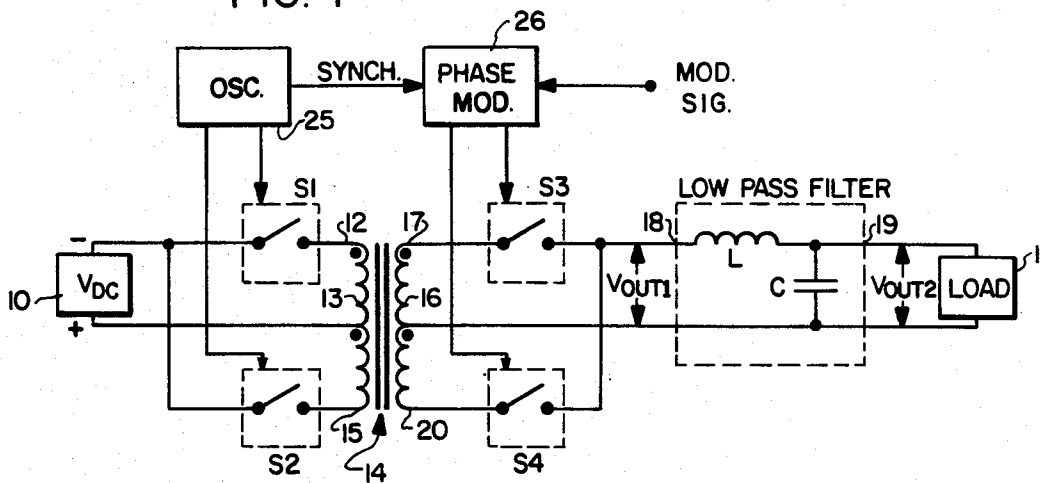 FIG. 1
26
OSC.
SYNCH.
PHASE
MOD.
MOD.
SIG.
25
S1
S3
LOW PASS FILTER
12
17
18
19
-
10
VDC
+
13
16
VOUT1
L
C
VOUT2
LOAD
1
15
14
20
S2
S4